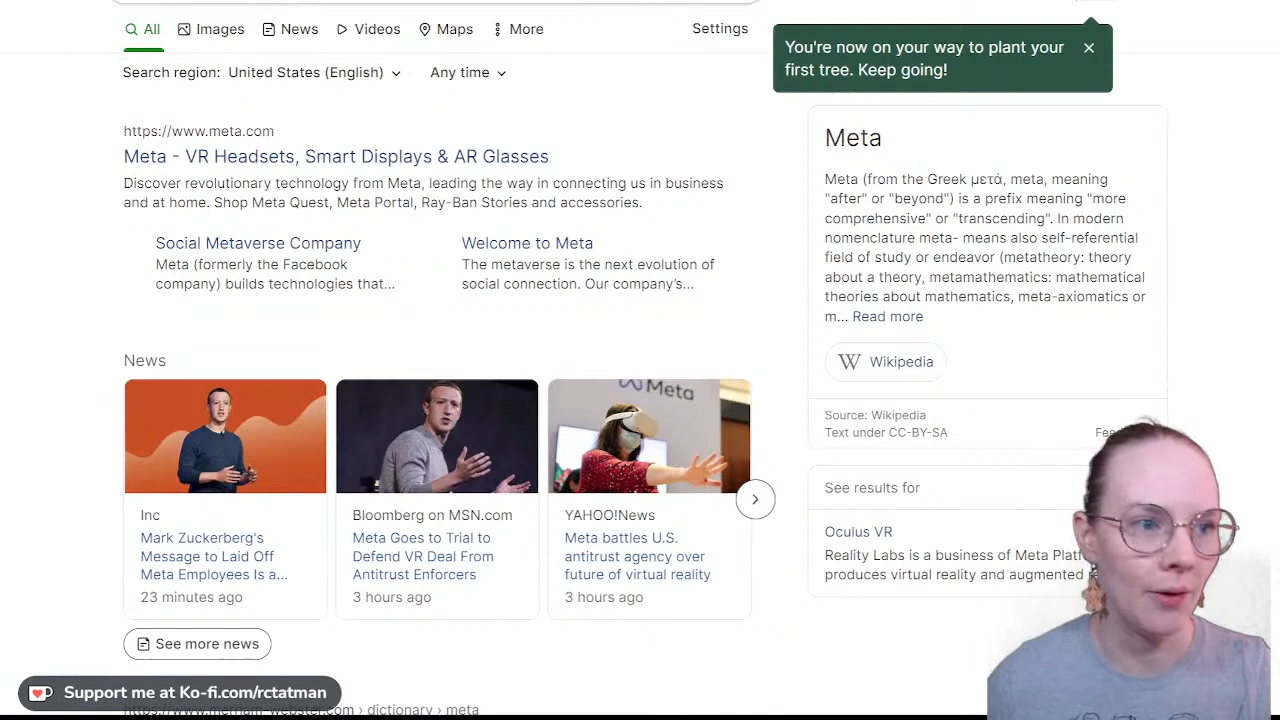 All Images News Videos Maps More Settings
You're now on your way to plant your
first tree. Keep going!
Search region: United States (English) Any time
https://www.meta.com
Meta - VR Headsets, Smart Displays & AR Glasses
Discover revolutionary technology from Meta, leading the way in connecting us in business
and at home. Shop Meta Quest, Meta Portal, Ray-Ban Stories and accessories.
Social Metaverse Company
Meta (formerly the Facebook
company) builds technologies that...
Welcome to Meta
The metaverse is the next evolution of
social connection. Our company's...
News
Meta
Inc
Mark Zuckerberg's
Message to Laid Off
Meta Employees Is a...
23 minutes ago
Bloomberg on MSN.com
Meta Goes to Trial to
Defend VR Deal From
Antitrust Enforcers
3 hours ago
YAHOO!News
Meta battles U.S.
antitrust agency over
future of virtual reality
3 hours ago
See more news
https://www.merriam-webster.com › dictionary › meta
Meta
Meta (from the Greek μετά, meta, meaning
"after" or "beyond") is a prefix meaning "more
comprehensive" or "transcending". In modern
nomenclature meta- means also self-referential
field of study or endeavor (metatheory: theory
about a theory, metamathematics: mathematical
theories about mathematics, meta-axiomatics or
m... Read more
W Wikipedia
Source: Wikipedia
Text under CC-BY-SA
See results for
Oculus VR
Reality Labs is a business of Meta
produces virtual reality and augmented
Support me at Ko-fi.com/rctatman